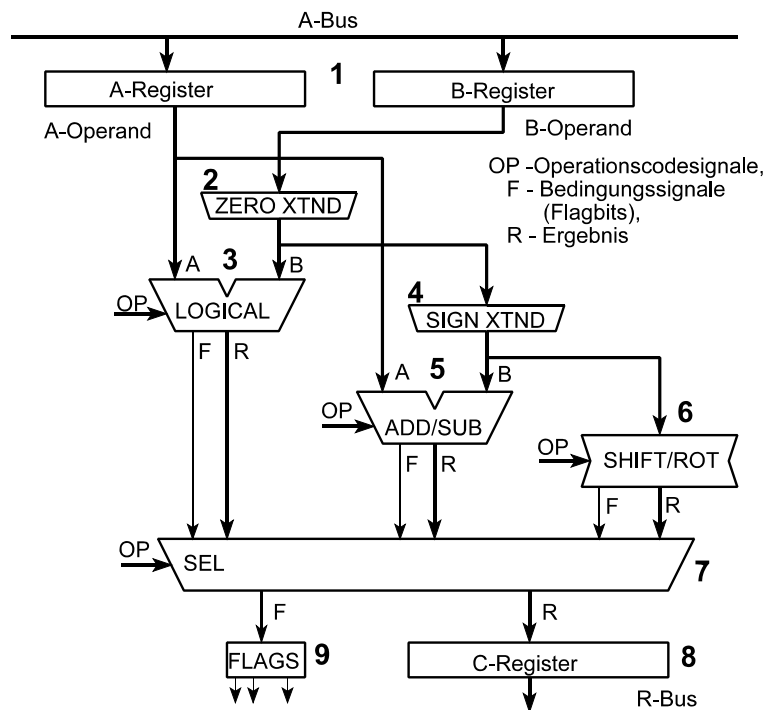 A-Bus
A-Register
1
B-Register
A-Operand
B-Operand
OP -Operationscodesignale,
F - Bedingungssignale
(Flagbits),
R - Ergebnis
2
ZERO XTND
A
3
B
OP
LOGICAL
4
SIGN XTND
F
R
A
5
B
OP
ADD/SUB
6
OP
SHIFT/ROT
F
R
F
R
OP
SEL
7
F
R
FLAGS
9
C-Register
8
R-Bus